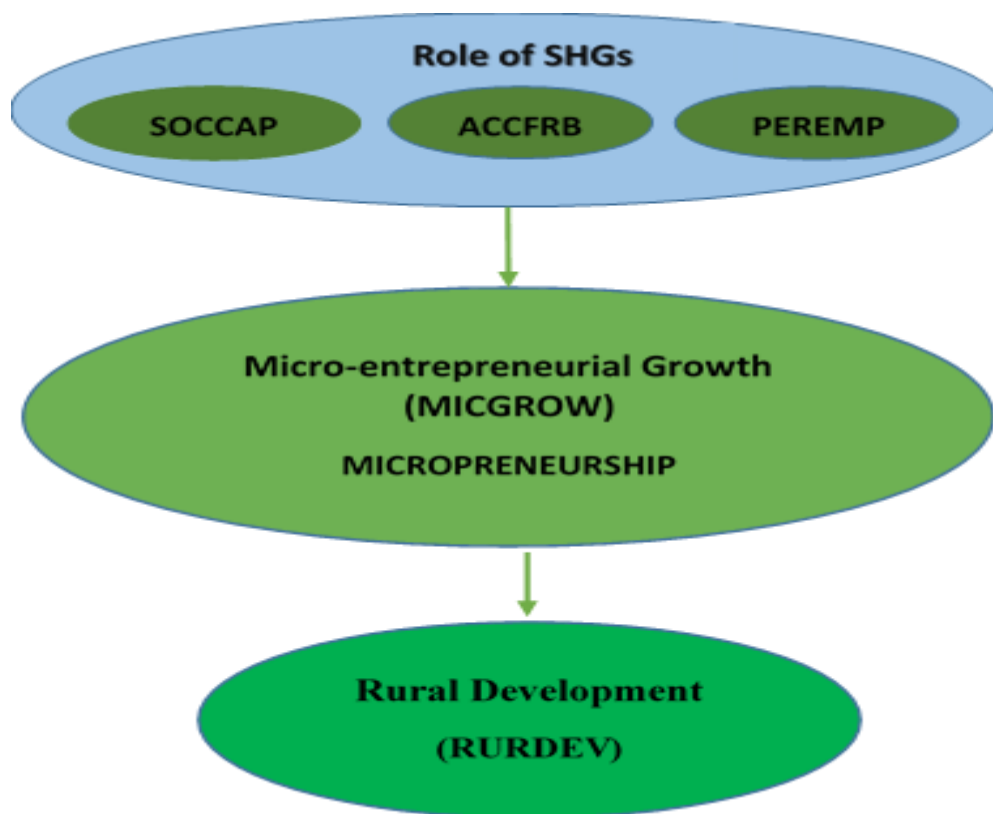 Role of SHGs
SOCCAP ACCFRB PEREMP
Micro-entrepreneurial Growth
(MICGROW)
MICROPRENEURSHIP
Rural Development
(RURDEV)